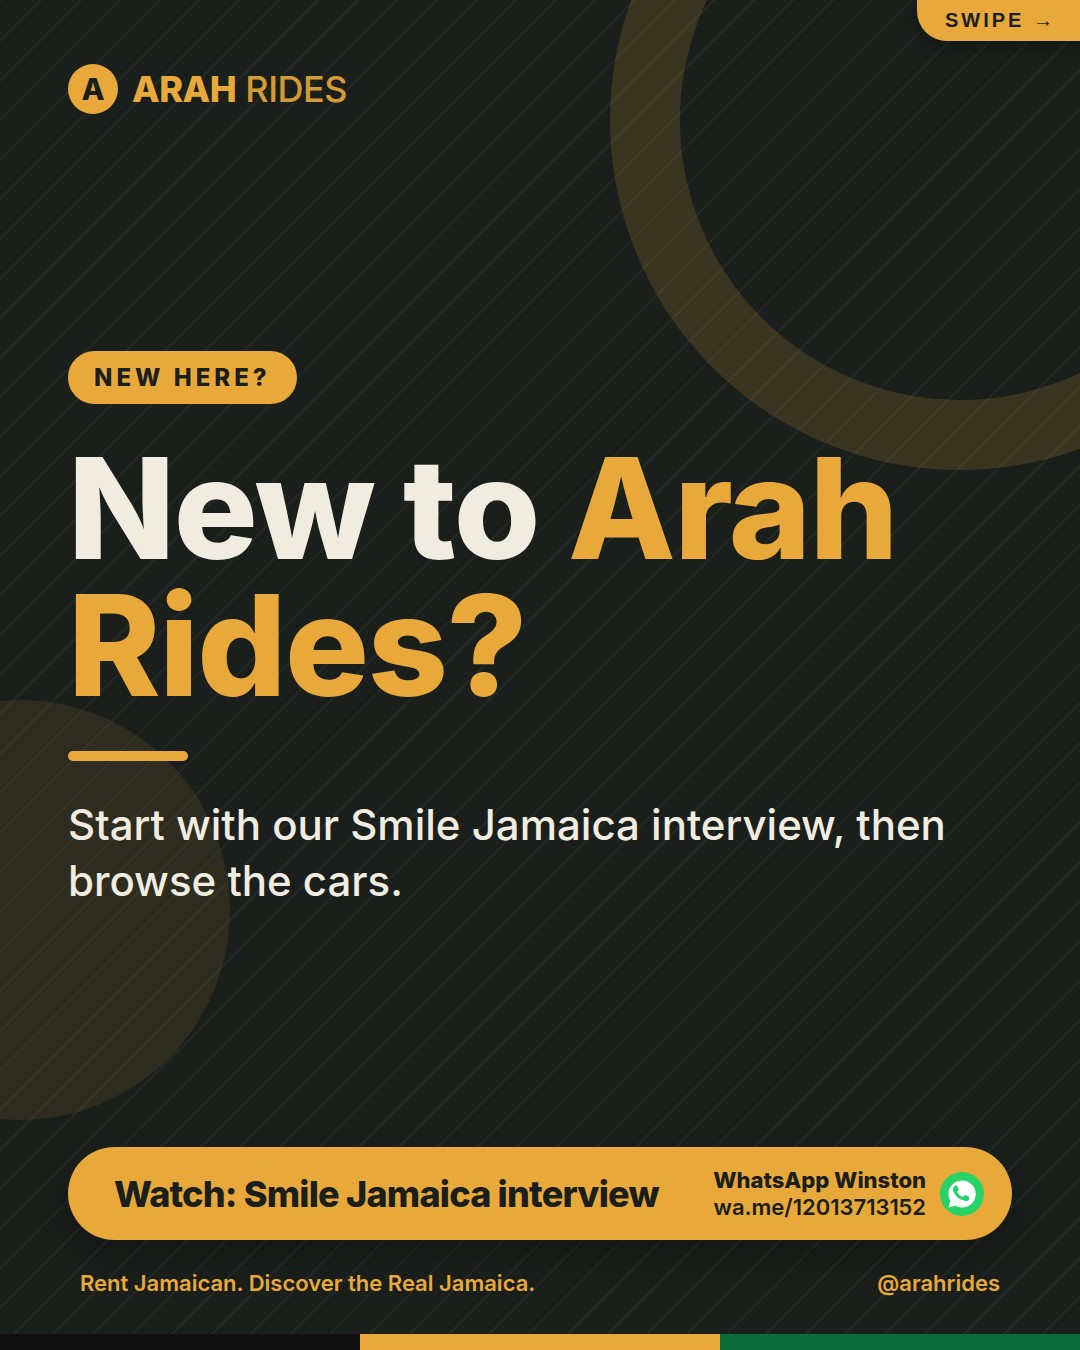 SWIPE →
A ARAH RIDES
NEW HERE?
New to Arah
Rides?
Start with our Smile Jamaica interview, then
browse the cars.
Watch: Smile Jamaica interview
WhatsApp Winston
wa.me/12013713152
Rent Jamaican. Discover the Real Jamaica.
@arahrides